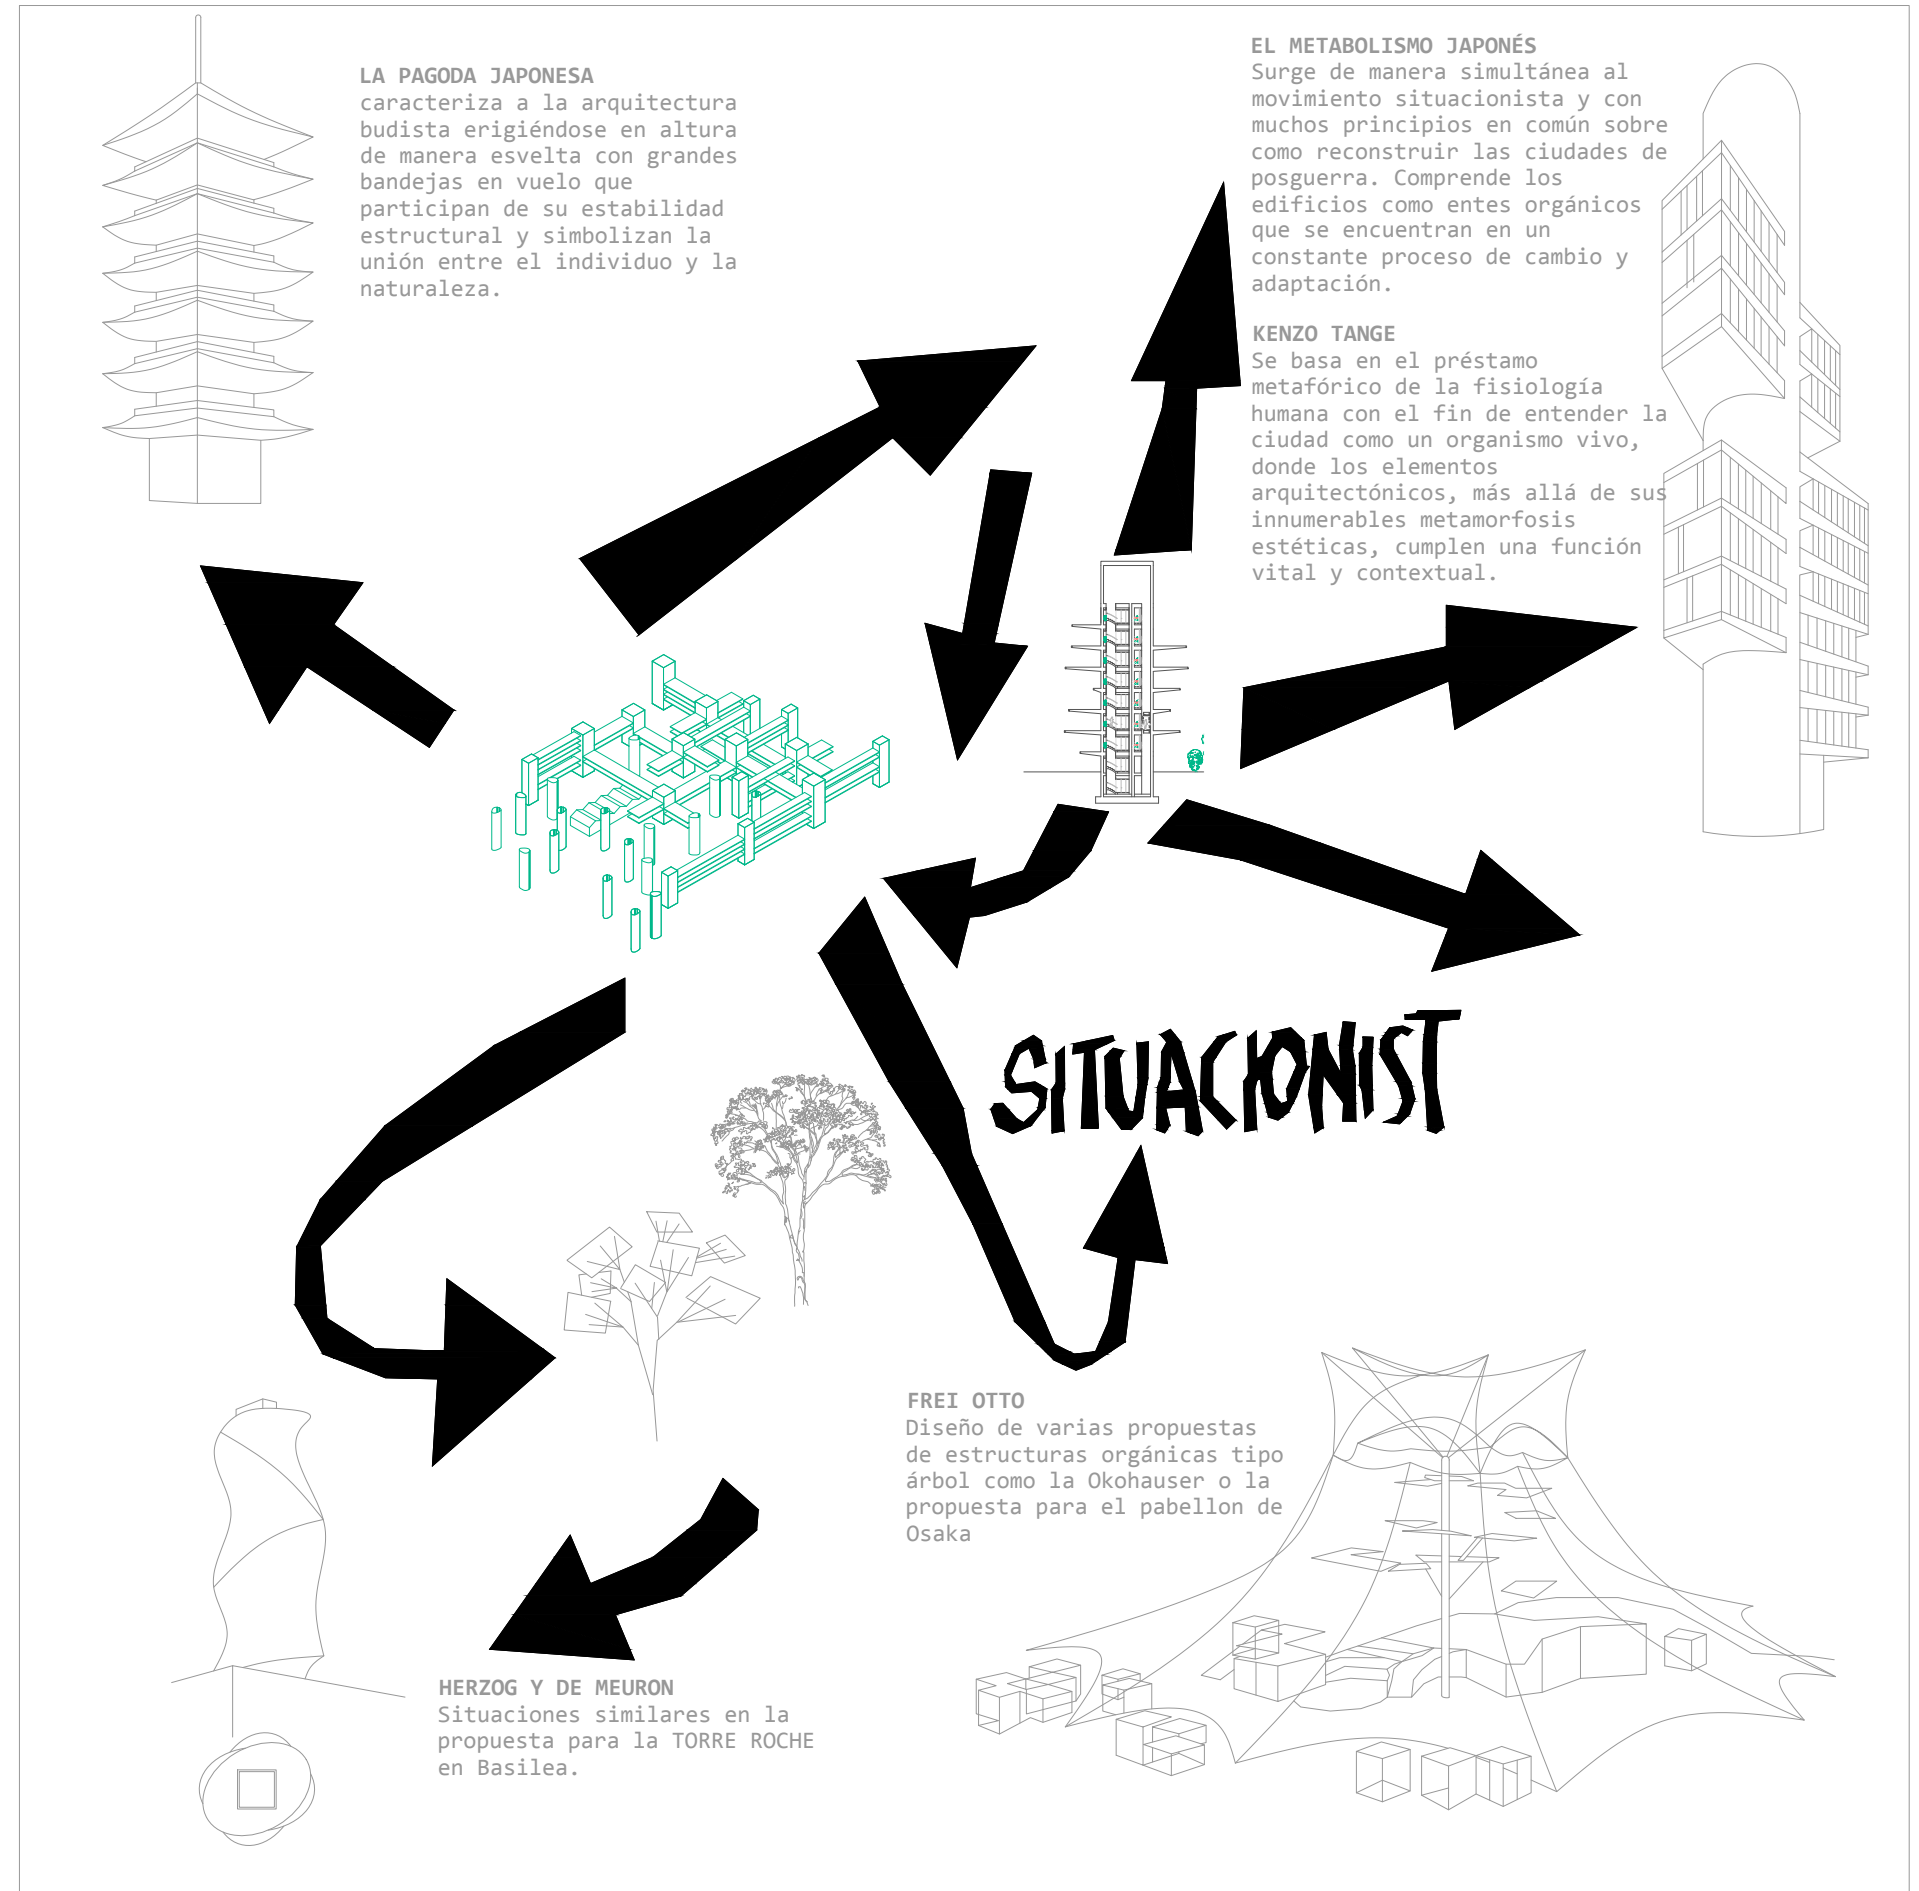 LA PAGODA JAPONESA
caracteriza a la arquitectura
budista erigiéndose en altura
de manera esvelta con grandes
bandejas en vuelo que
participan de su estabilidad
estructural y simbolizan la
unión entre el individuo y la
naturaleza.
EL METABOLISMO JAPONÉS
Surge de manera simultánea al
movimiento situacionista y con
muchos principios en común sobre
como reconstruir las ciudades de
posguerra. Comprende los
edificios como entes orgánicos
que se encuentran en un
constante proceso de cambio y
adaptación.
KENZO TANGE
Se basa en el préstamo
metafórico de la fisiología
humana con el fin de entender la
ciudad como un organismo vivo,
donde los elementos
arquitectónicos, más allá de sus
innumerables metamorfosis
estéticas, cumplen una función
vital y contextual.
SITUACIONIST
FREI OTTO
Diseño de varias propuestas
de estructuras orgánicas tipo
árbol como la Okohauser o la
propuesta para el pabellon de
Osaka
HERZOG Y DE MEURON
Situaciones similares en la
propuesta para la TORRE ROCHE
en Basilea.